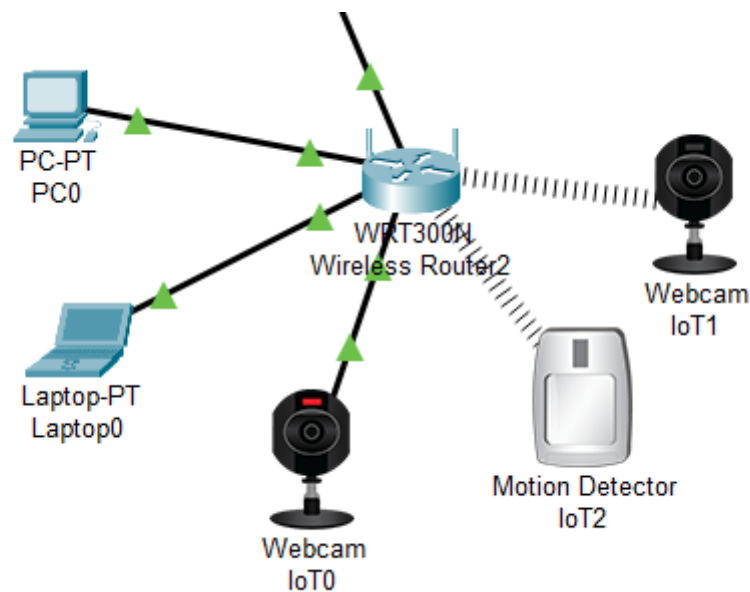 PC-PT
PC0
WRT300N
Wireless Router2
Webcam
IoT1
Laptop-PT
Laptop0
Motion Detector
IoT2
Webcam
IoT0